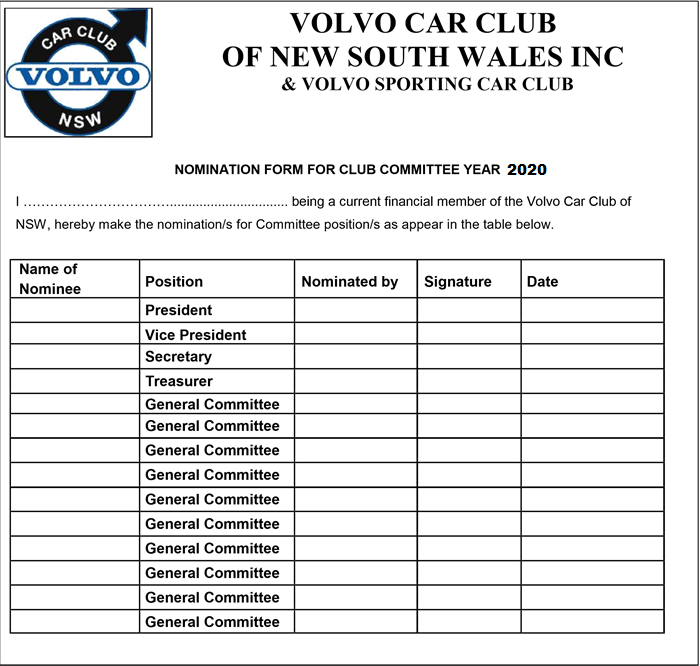 CAR CLUB
VOLVO
NSW
VOLVO CAR CLUB
OF NEW SOUTH WALES INC
& VOLVO SPORTING CAR CLUB
NOMINATION FORM FOR CLUB COMMITTEE YEAR 2020
I ……………………………................................ being a current financial member of the Volvo Car Club of
NSW, hereby make the nomination/s for Committee position/s as appear in the table below.
Name of
Nominee
Position
Nominated by
Signature
Date
President
Vice President
Secretary
Treasurer
General Committee
General Committee
General Committee
General Committee
General Committee
General Committee
General Committee
General Committee
General Committee
General Committee